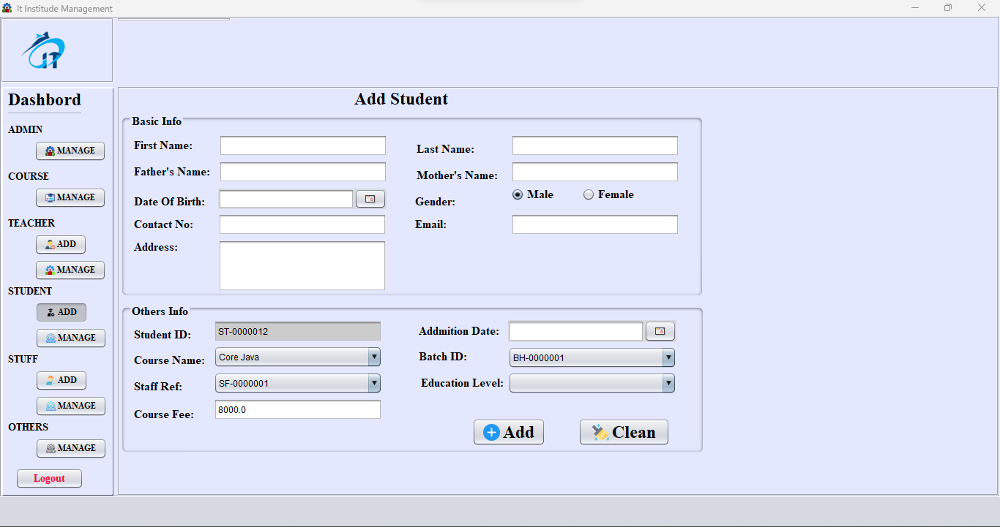 It Institude Management
IT
Dashbord
ADMIN
MANAGE
COURSE
MANAGE
TEACHER
ADD
MANAGE
STUDENT
ADD
MANAGE
STUFF
ADD
MANAGE
OTHERS
MANAGE
Logout
Add Student
Basic Info
First Name:
Last Name:
Father's Name:
Mother's Name:
Date Of Birth:
Gender: Male Female
Contact No:
Email:
Address:
Others Info
Student ID: ST-0000012
Addmition Date:
Course Name: Core Java
Batch ID: BH-0000001
Staff Ref: SF-0000001
Education Level:
Course Fee: 8000.0
Add Clean